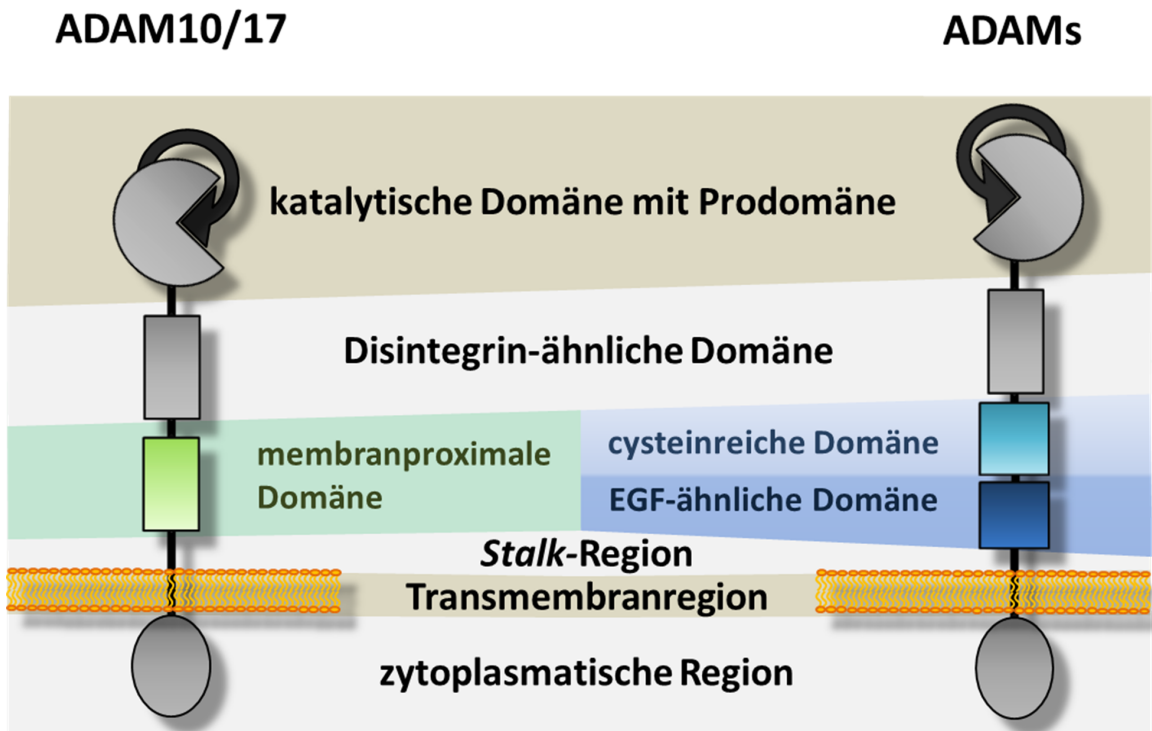 ADAM10/17
ADAMs
katalytische Domäne mit Prodomäne
Disintegrin-ähnliche Domäne
membranproximale
Domäne
cysteinreiche Domäne
EGF-ähnliche Domäne
Stalk-Region
Transmembranregion
zytoplasmatische Region